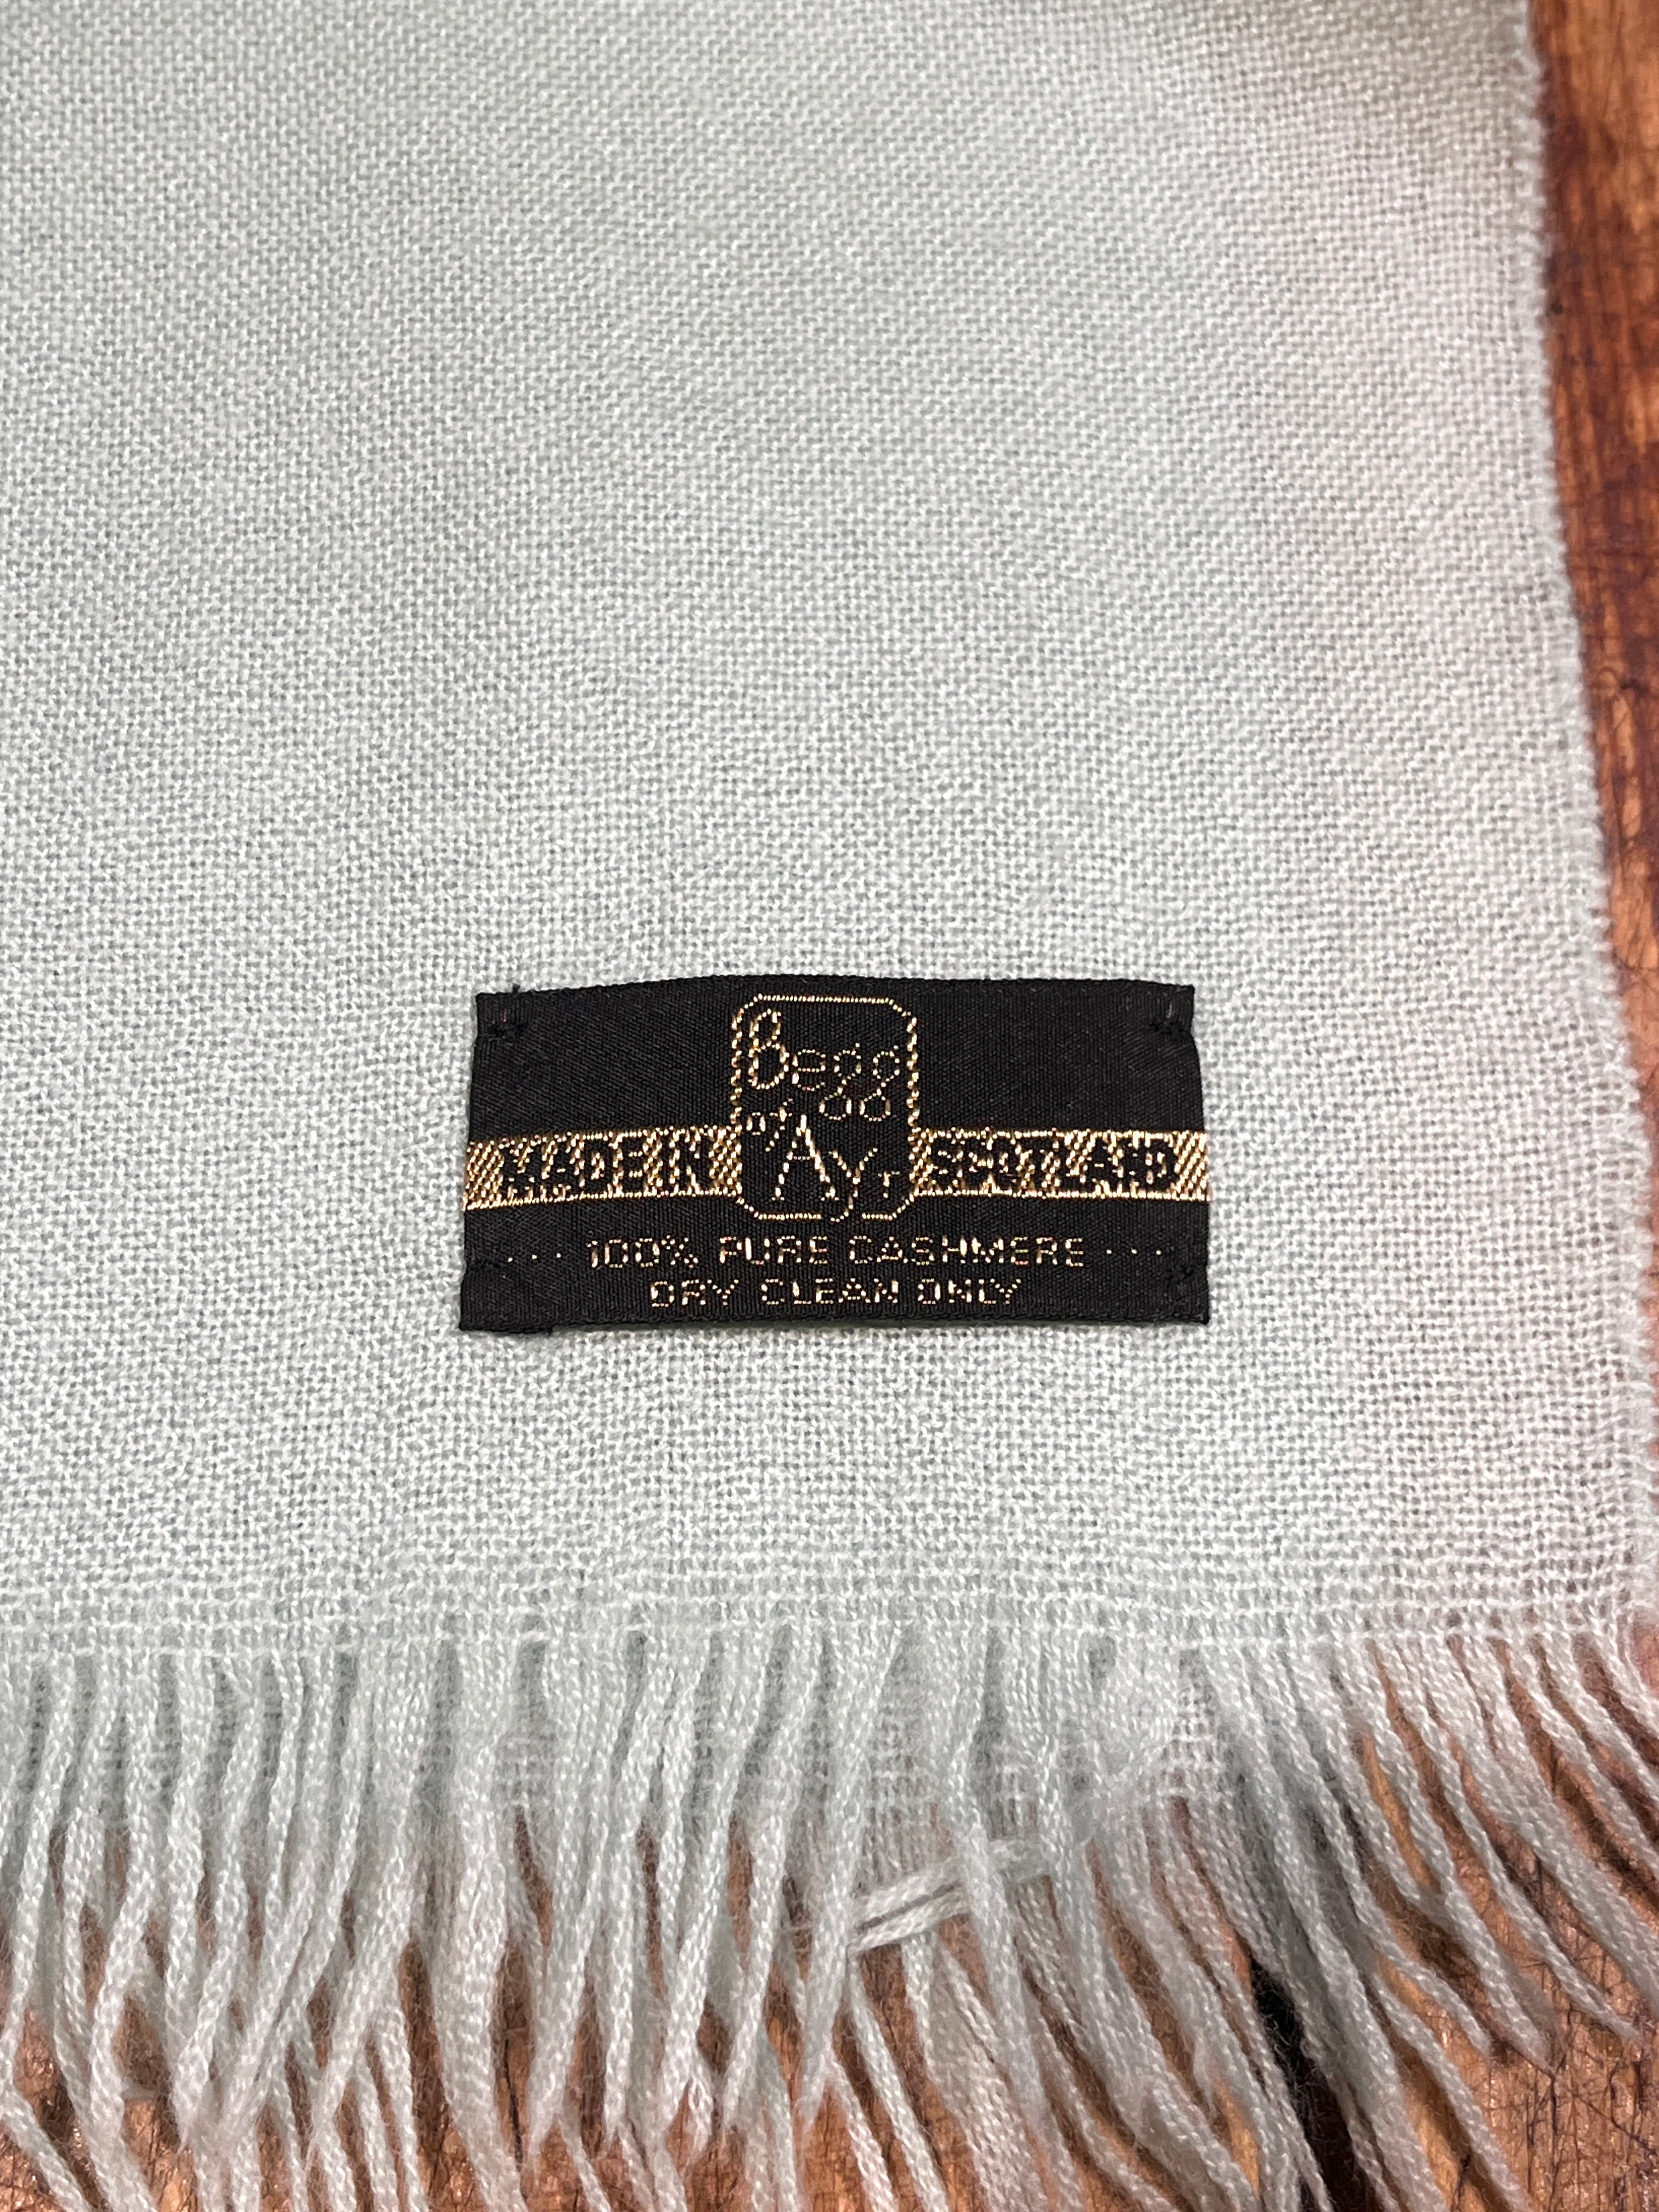 Begg
of Ayr
MADE IN SCOTLAND
100% PURE CASHMERE
DRY CLEAN ONLY